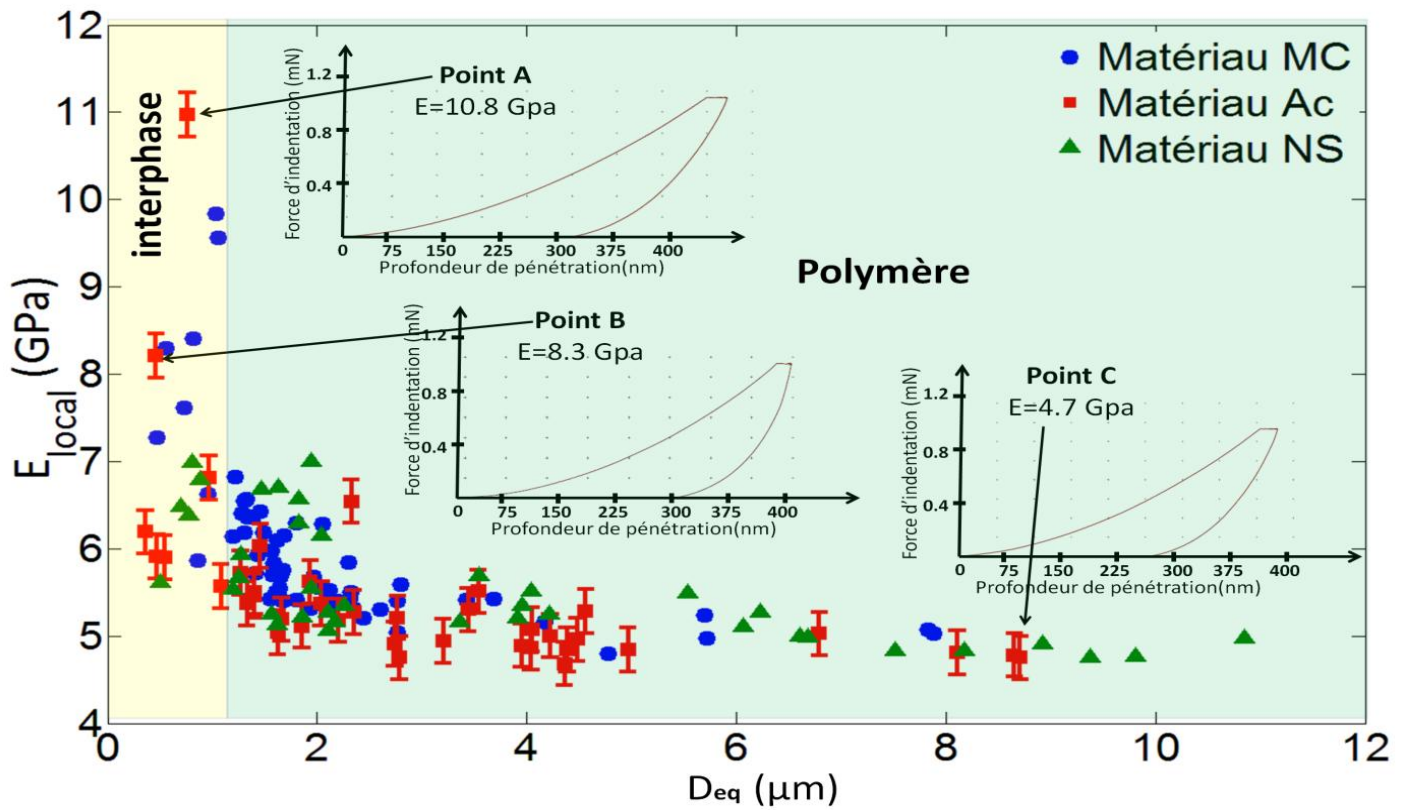 12
11
10
9
8
7
6
5
4
E_local (GPa)
0
2
4
6
8
10
12
Deq (μm)
interphase
Polymère
Matériau MC
Matériau Ac
Matériau NS
Point A
E=10.8 Gpa
Force d'indentation (mN)
1.2
0.8
0.4
0
75
150
225
300
375
400
Profondeur de pénétration(nm)
Point B
E=8.3 Gpa
Force d'indentation (mN)
1.2
0.8
0.4
0
75
150
225
300
375
400
Profondeur de pénétration(nm)
Point C
E=4.7 Gpa
Force d'indentation (mN)
1.2
0.8
0.4
0
75
150
225
300
375
400
Profondeur de pénétration(nm)